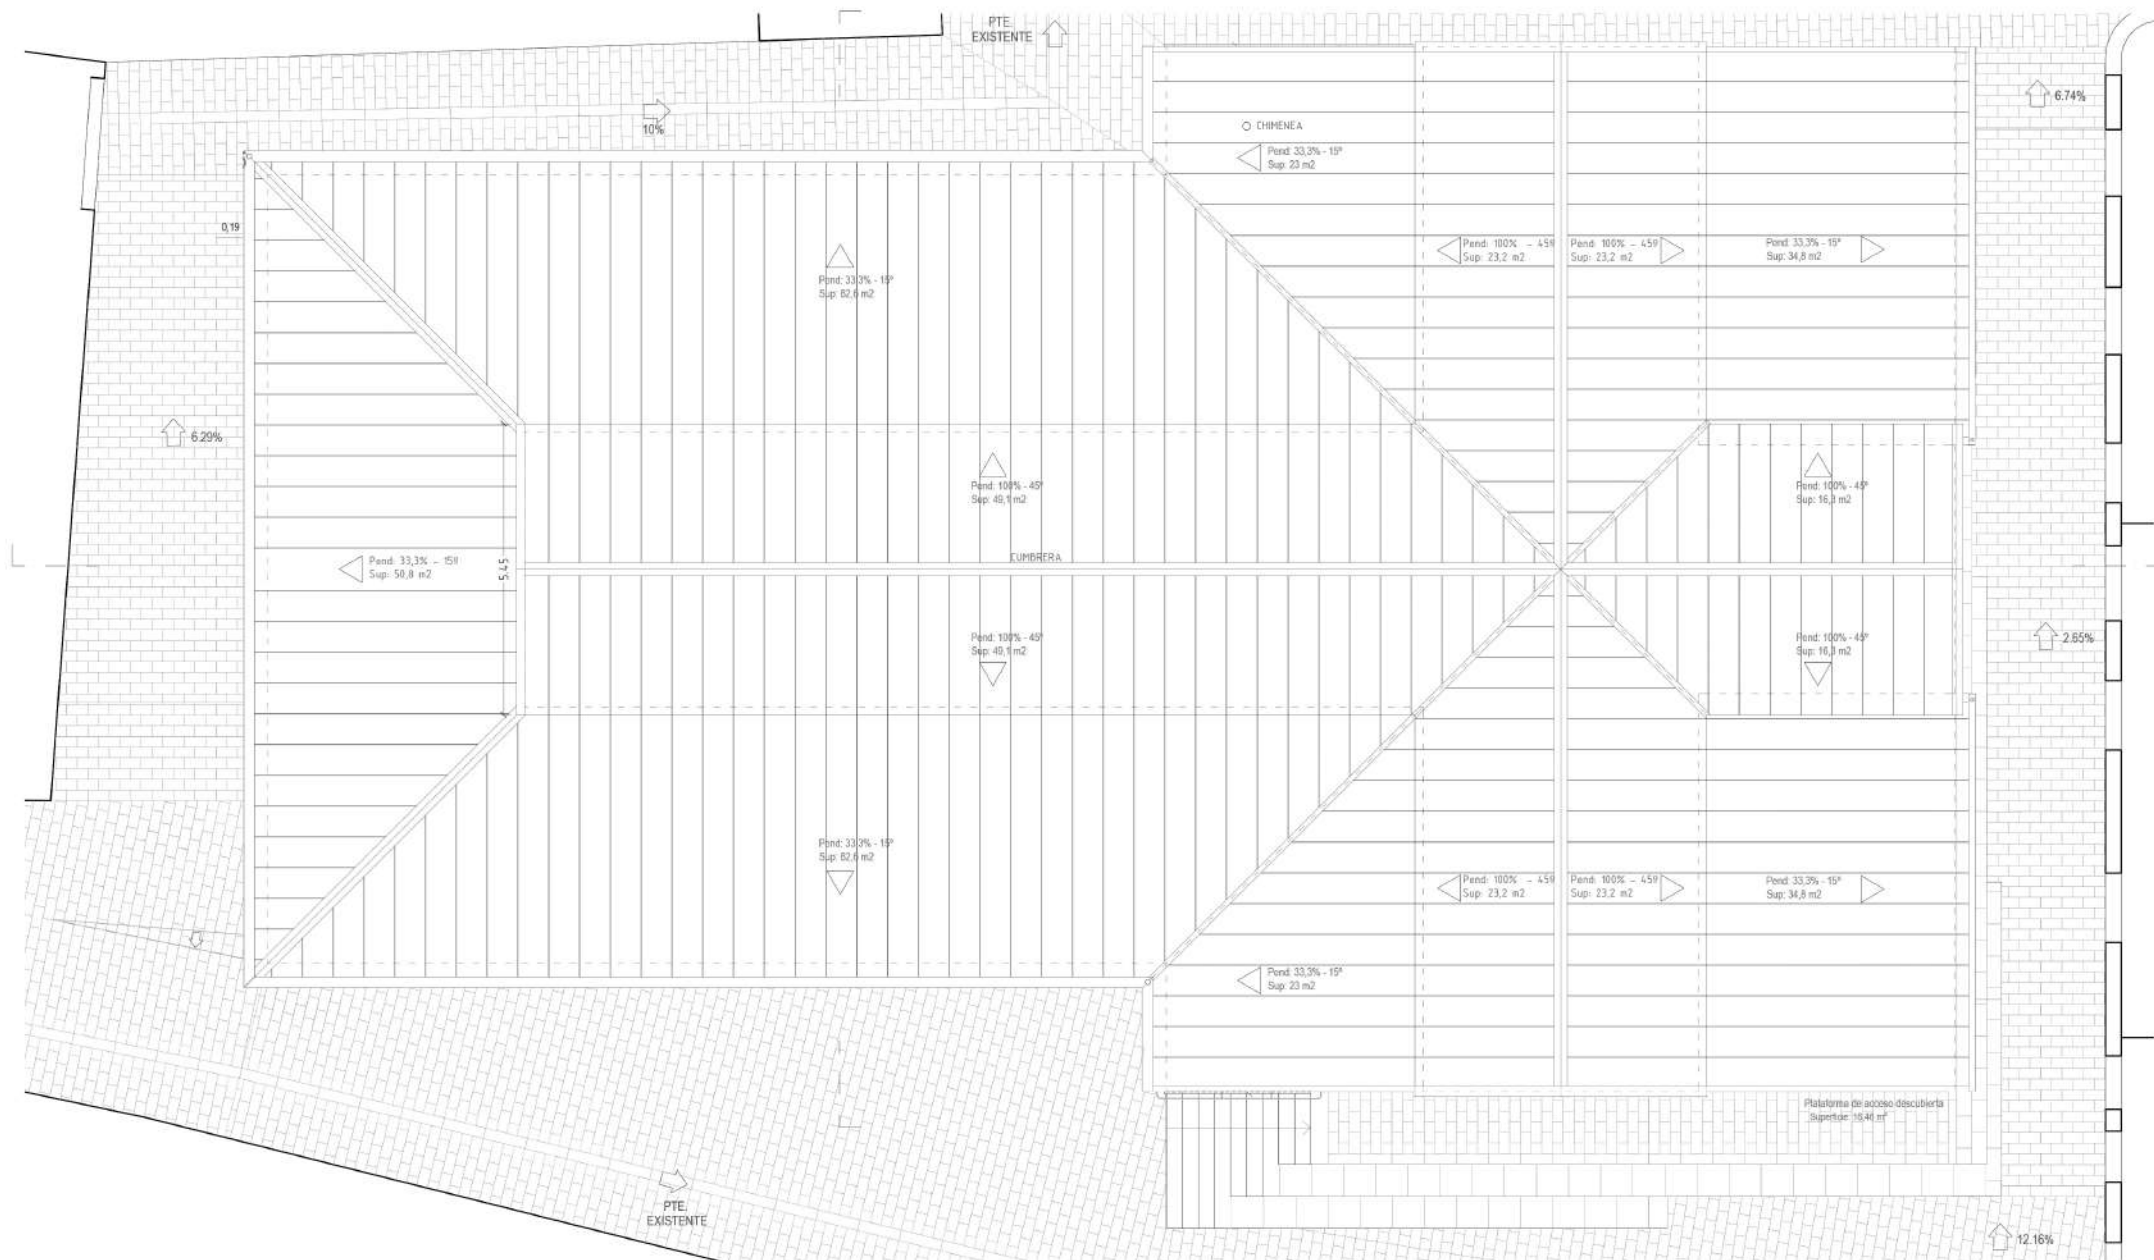 PTE.
EXISTENTE
6.74%
10%
CHIMENEA
Pend: 33,3% - 15º
Sup: 23 m2
0,19
Pend: 100% - 45º
Sup: 23,2 m2
Pend: 100% - 45º
Sup: 23,2 m2
Pend: 33,3% - 15º
Sup: 34,8 m2
Pend: 33,3% - 15º
Sup: 82,6 m2
6.29%
Pend: 100% - 45º
Sup: 49,1 m2
Pend: 100% - 45º
Sup: 16,3 m2
CUMBRERA
Pend: 33,3% - 15º
Sup: 50,8 m2
5.45
Pend: 100% - 45º
Sup: 49,1 m2
Pend: 100% - 45º
Sup: 16,3 m2
2.65%
Pend: 33,3% - 15º
Sup: 82,6 m2
Pend: 100% - 45º
Sup: 23,2 m2
Pend: 100% - 45º
Sup: 23,2 m2
Pend: 33,3% - 15º
Sup: 34,8 m2
Pend: 33,3% - 15º
Sup: 23 m2
Plataforma de acceso descubierta
Superficie: 16,40 m²
PTE.
EXISTENTE
12.16%